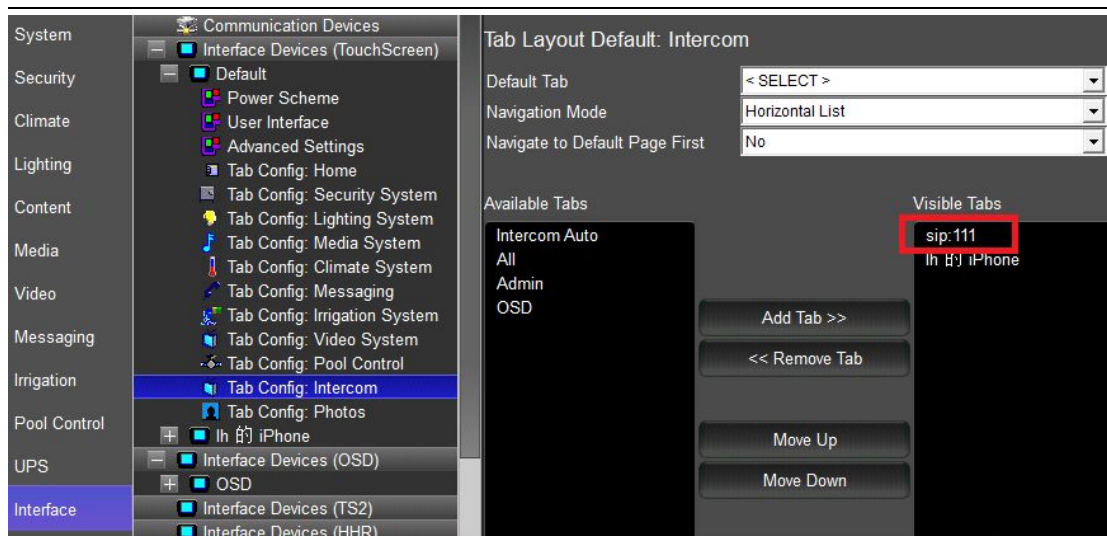 System
Security
Climate
Lighting
Content
Media
Video
Messaging
Irrigation
Pool Control
UPS
Interface
Communication Devices
Interface Devices (TouchScreen)
Default
Power Scheme
User Interface
Advanced Settings
Tab Config: Home
Tab Config: Security System
Tab Config: Lighting System
Tab Config: Media System
Tab Config: Climate System
Tab Config: Messaging
Tab Config: Irrigation System
Tab Config: Video System
Tab Config: Pool Control
Tab Config: Intercom
Tab Config: Photos
lh 的 iPhone
Interface Devices (OSD)
OSD
Interface Devices (TS2)
Interface Devices (HHR)
Tab Layout Default: Intercom
Default Tab < SELECT >
Navigation Mode Horizontal List
Navigate to Default Page First No
Available Tabs
Intercom Auto
All
Admin
OSD
Add Tab >>
<< Remove Tab
Move Up
Move Down
Visible Tabs
sip:111
lh 的 iPhone